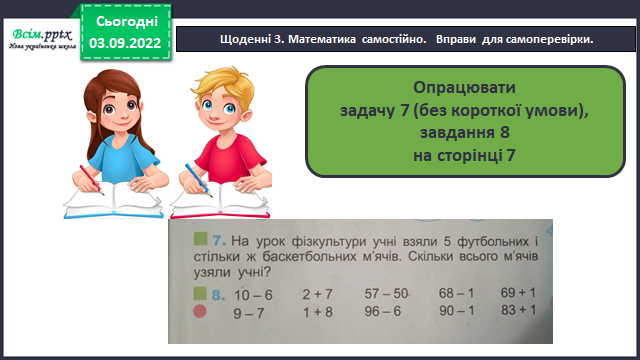 Всім.pptx
Нова українська школа
Сьогодні
03.09.2022
Щоденні 3. Математика самостійно. Вправи для самоперевірки.
Опрацювати
задачу 7 (без короткої умови),
завдання 8
на сторінці 7
7. На урок фізкультури учні взяли 5 футбольних і
стільки ж баскетбольних м'ячів. Скільки всього м'ячів
узяли учні?
8. 10 – 6 2 + 7 57 – 50 68 – 1 69 + 1
9 – 7 1 + 8 96 – 6 90 – 1 83 + 1